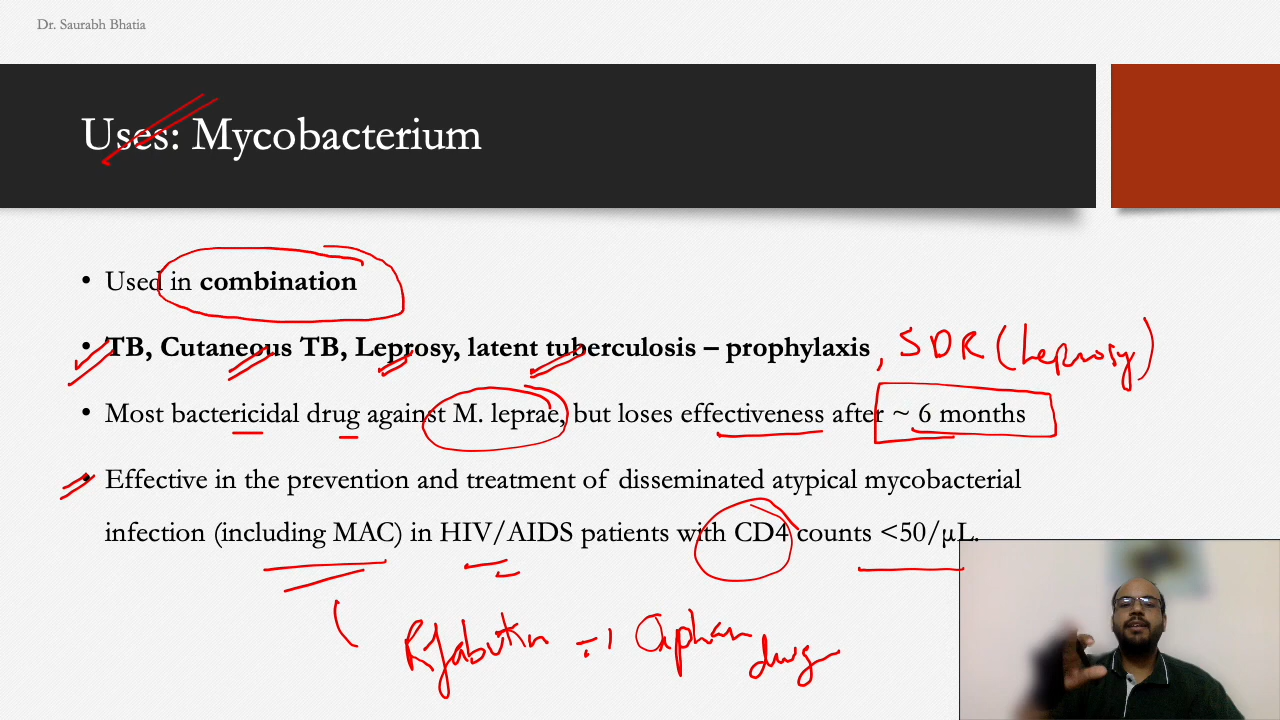 Dr. Saurabh Bhatia
Uses: Mycobacterium
• Used in combination
• TB, Cutaneous TB, Leprosy, latent tuberculosis – prophylaxis , SDR (Leprosy)
• Most bactericidal drug against M. leprae, but loses effectiveness after ~ 6 months
• Effective in the prevention and treatment of disseminated atypical mycobacterial
infection (including MAC) in HIV/AIDS patients with CD4 counts <50/µL.
Rifabutin Orphan drug